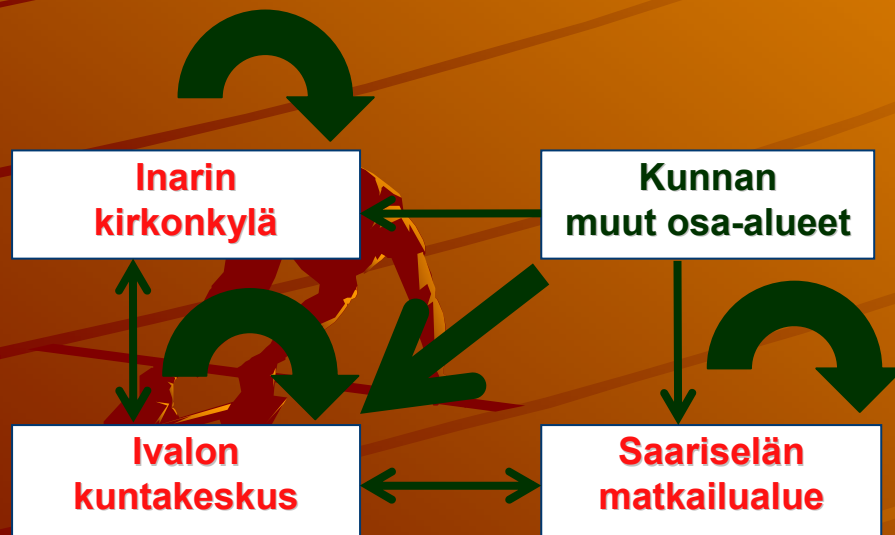 Inarin
kirkonkylä
Kunnan
muut osa-alueet
Ivalon
kuntakeskus
Saariselän
matkailualue